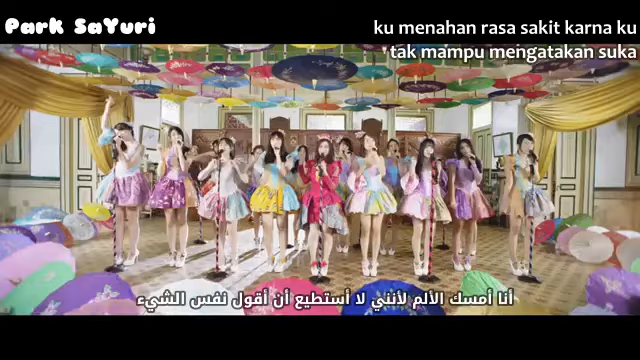 Park SaYuri
ku menahan rasa sakit karna ku
tak mampu mengatakan suka
أنا أمسك الألم لأنني لا أستطيع أن أقول نفس الشيء